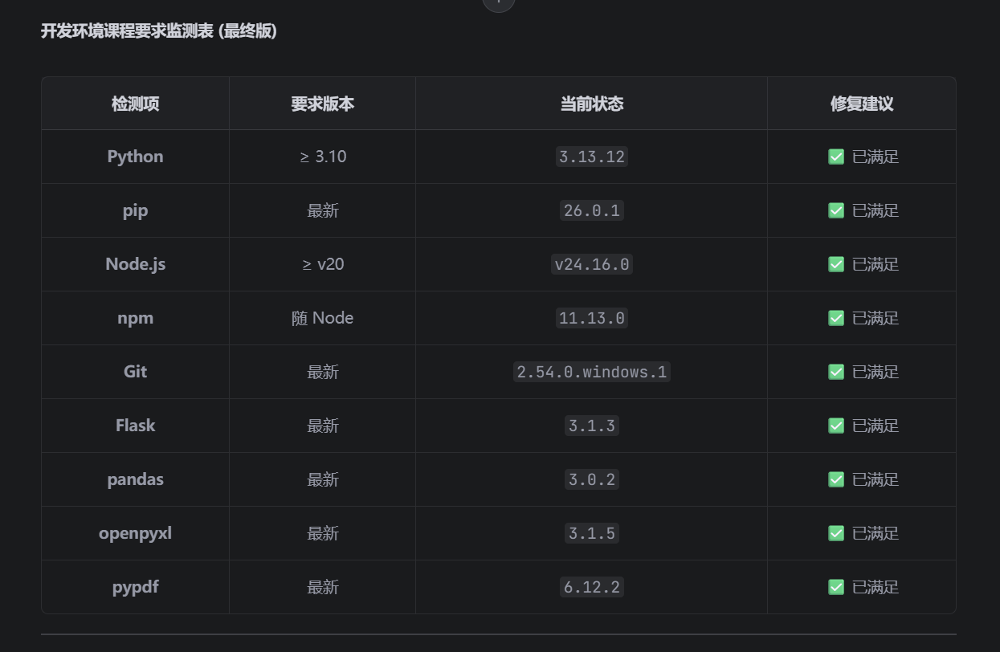 开发环境课程要求监测表 (最终版)
检测项 要求版本 当前状态 修复建议
Python ≥ 3.10 3.13.12 ✅ 已满足
pip 最新 26.0.1 ✅ 已满足
Node.js ≥ v20 v24.16.0 ✅ 已满足
npm 随 Node 11.13.0 ✅ 已满足
Git 最新 2.54.0.windows.1 ✅ 已满足
Flask 最新 3.1.3 ✅ 已满足
pandas 最新 3.0.2 ✅ 已满足
openpyxl 最新 3.1.5 ✅ 已满足
pypdf 最新 6.12.2 ✅ 已满足